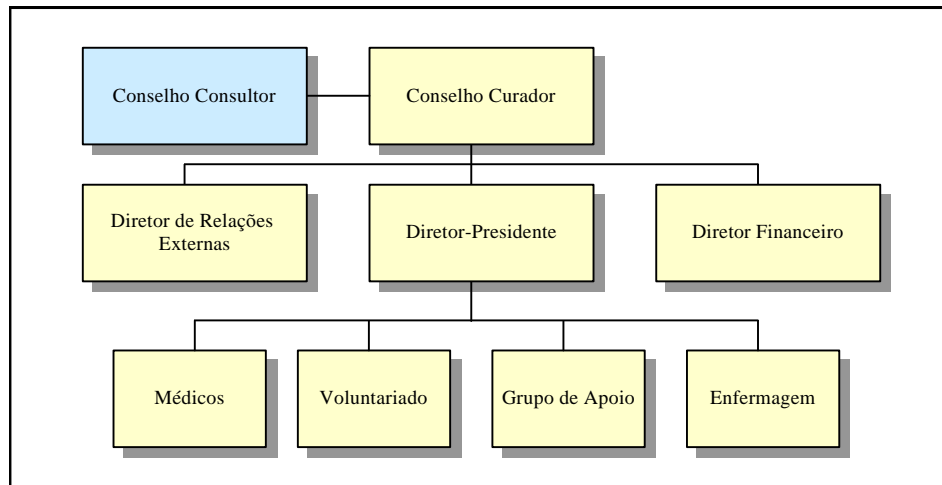 Conselho Consultor
Conselho Curador
Diretor de Relações
Externas
Diretor-Presidente
Diretor Financeiro
Médicos
Voluntariado
Grupo de Apoio
Enfermagem